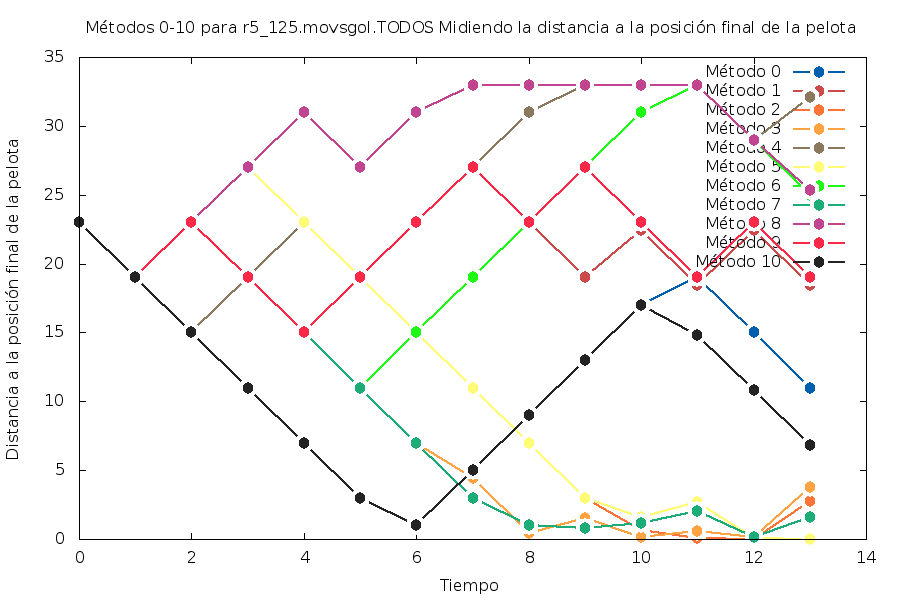 Métodos 0-10 para r5_125.movsgol.TODOS Midiendo la distancia a la posición final de la pelota
Distancia a la posición final de la pelota
35
30
25
20
15
10
5
0
0 2 4 6 8 10 12 14
Tiempo
Método 0
Método 1
Método 2
Método 3
Método 4
Método 5
Método 6
Método 7
Método 8
Método 9
Método 10